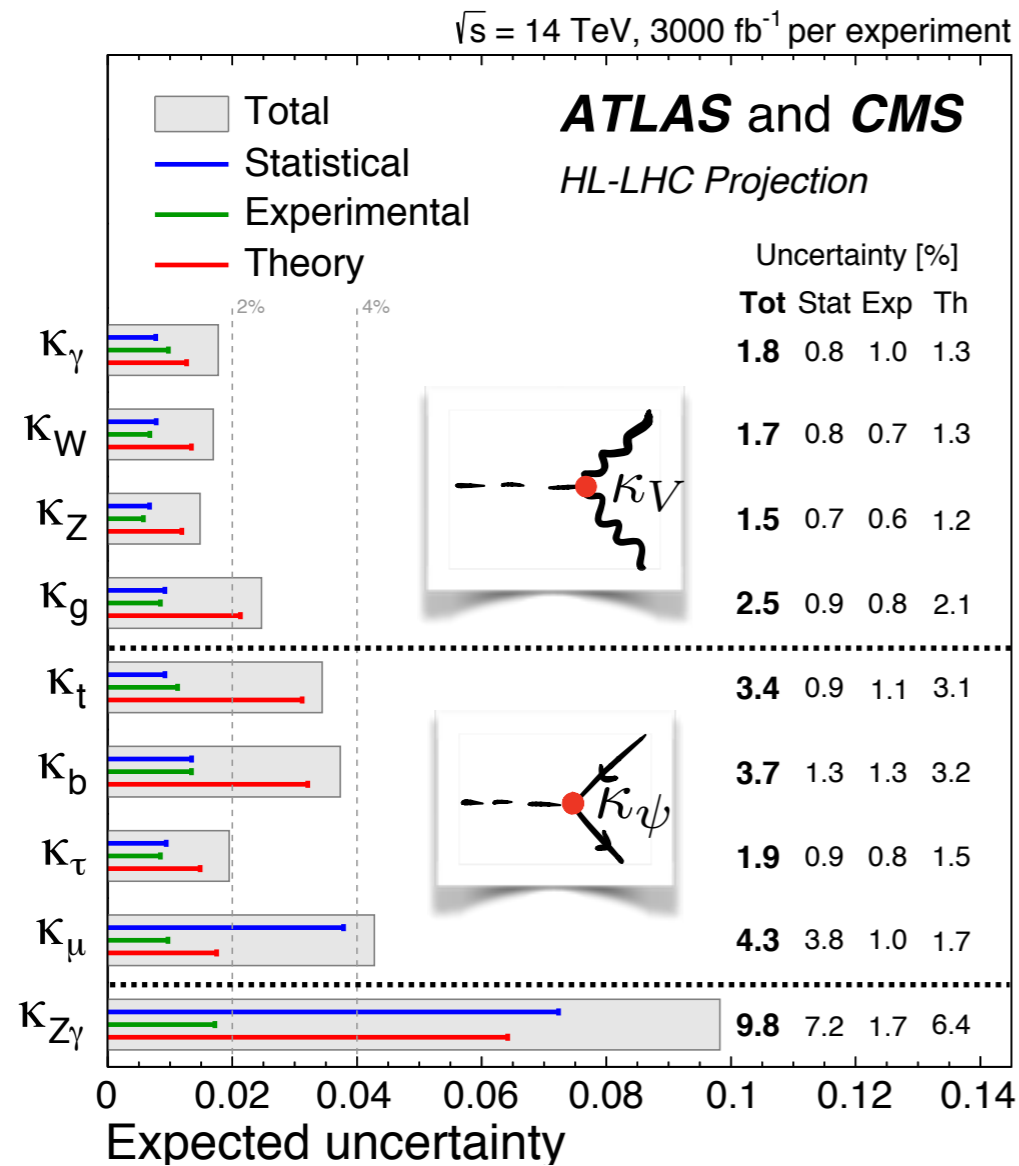 √s = 14 TeV, 3000 fb⁻¹ per experiment
Total
Statistical
Experimental
Theory
ATLAS and CMS
HL-LHC Projection
Uncertainty [%]
Tot Stat Exp Th
2% 4%
κγ 1.8 0.8 1.0 1.3
κW 1.7 0.8 0.7 1.3
κV
κZ 1.5 0.7 0.6 1.2
κg 2.5 0.9 0.8 2.1
κt 3.4 0.9 1.1 3.1
κb 3.7 1.3 1.3 3.2
κψ
κτ 1.9 0.9 0.8 1.5
κμ 4.3 3.8 1.0 1.7
κZγ 9.8 7.2 1.7 6.4
0 0.02 0.04 0.06 0.08 0.1 0.12 0.14
Expected uncertainty